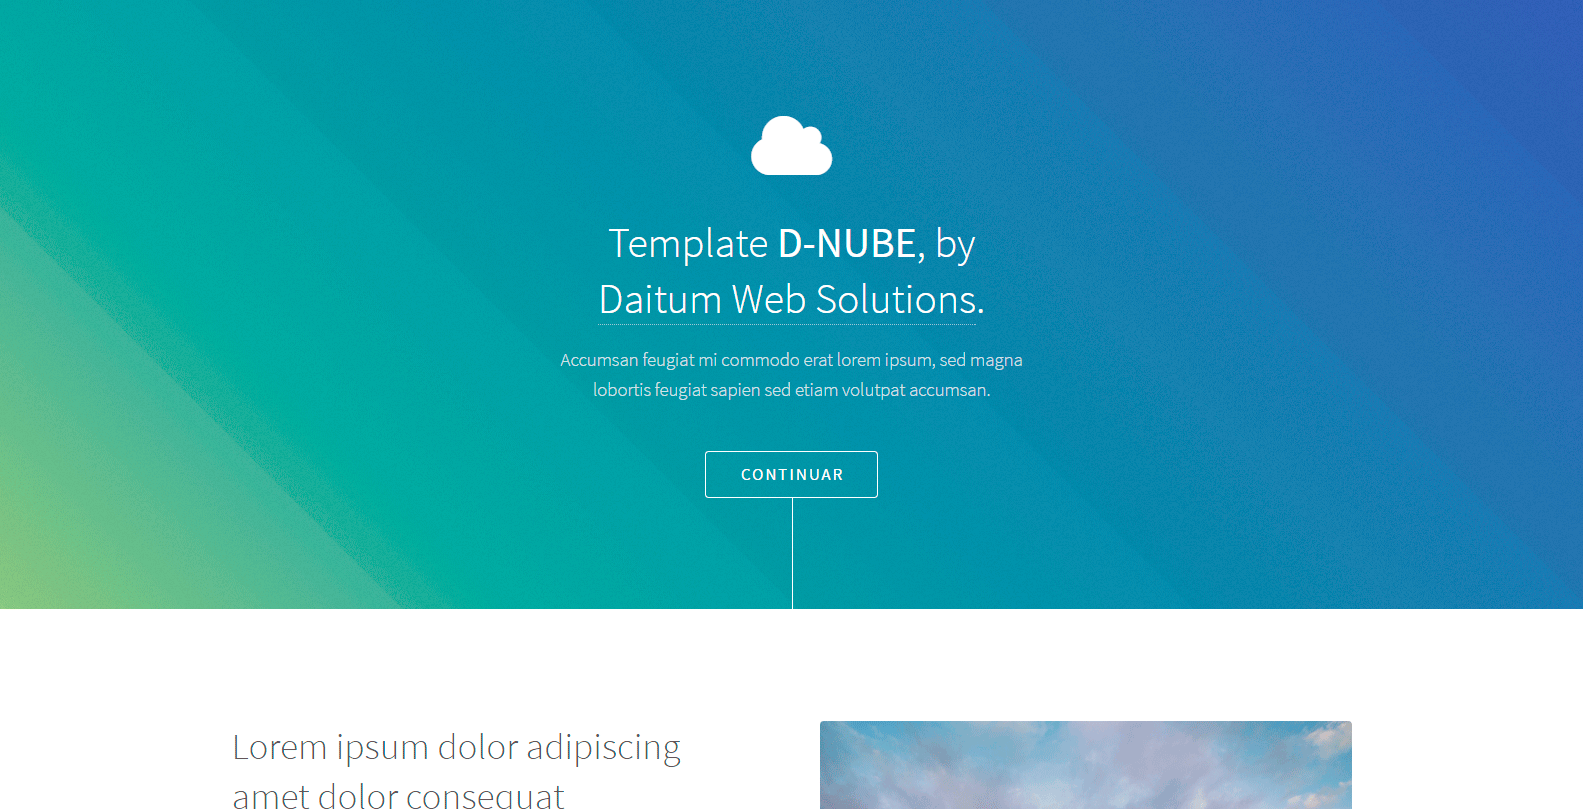 Template D-NUBE, by
Daitum Web Solutions.
Accumsan feugiat mi commodo erat lorem ipsum, sed magna
lobortis feugiat sapien sed etiam volutpat accumsan.
CONTINUAR
Lorem ipsum dolor adipiscing
amet dolor consequat